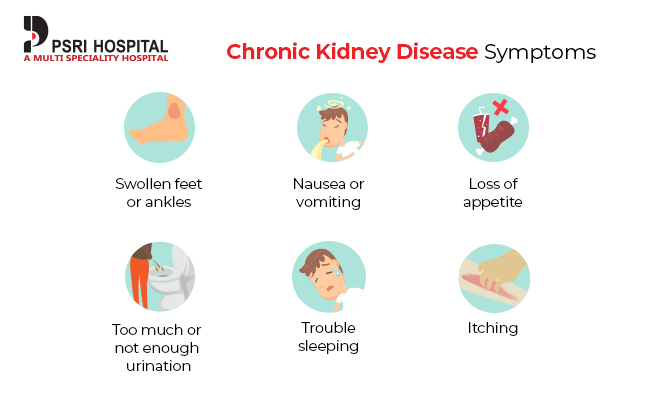 PSRI HOSPITAL
A MULTI SPECIALITY HOSPITAL
Chronic Kidney Disease Symptoms
Swollen feet
or ankles
Nausea or
vomiting
Loss of
appetite
Too much or
not enough
urination
Trouble
sleeping
Itching